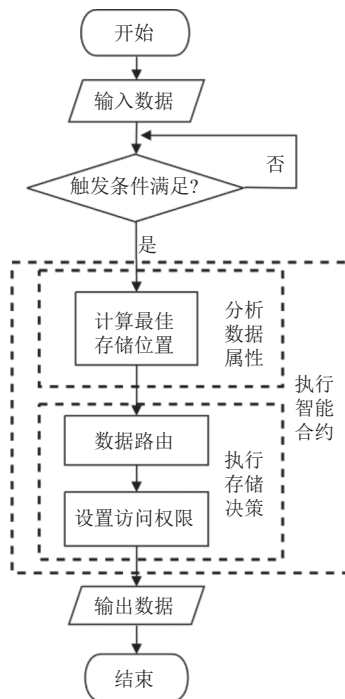 开始
输入数据
否
触发条件满足?
是
计算最佳
存储位置
分析
数据
属性
执行
智能
合约
数据路由
执行
存储
决策
设置访问权限
输出数据
结束